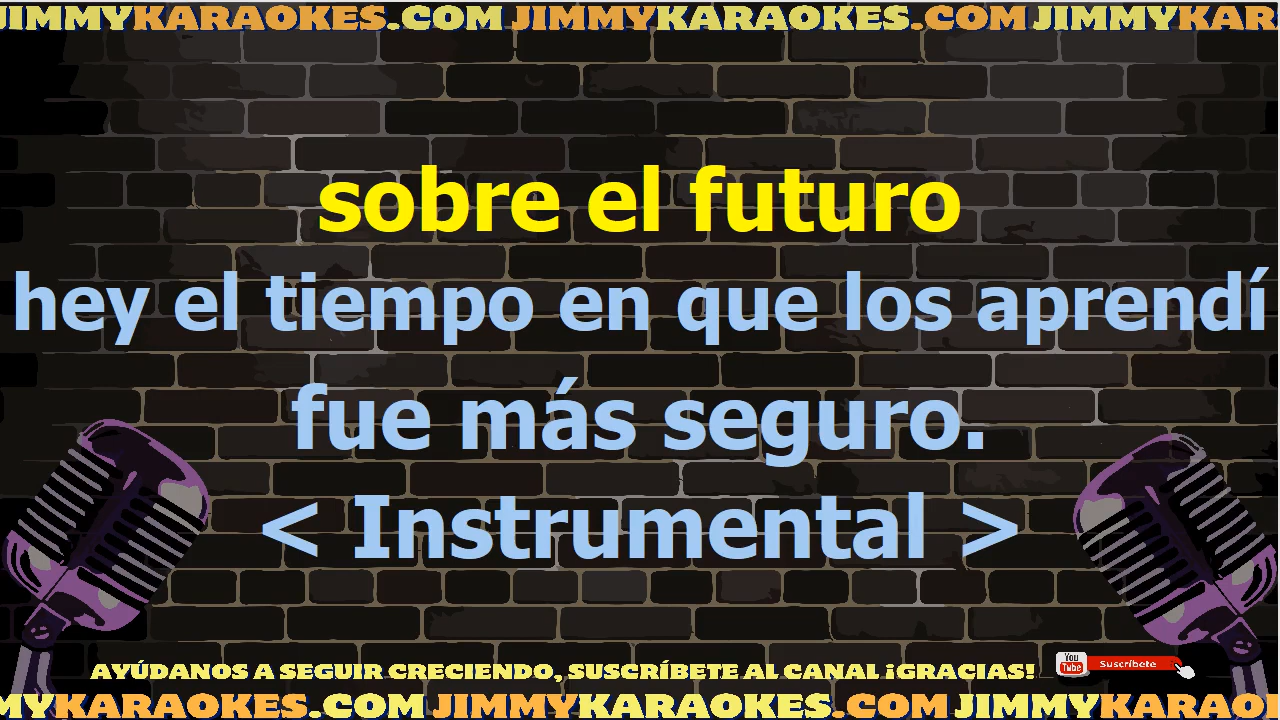 JIMMYKARAOKES.COM JIMMYKARAOKES.COM JIMMYKAR
sobre el futuro
hey el tiempo en que los aprendí
fue más seguro.
< Instrumental >
AYÚDANOS A SEGUIR CRECIENDO, SUSCRÍBETE AL CANAL ¡GRACIAS!
You Tube Suscríbete
MYKARAOKES.COM JIMMYKARAOKES.COM JIMMYKARAOI